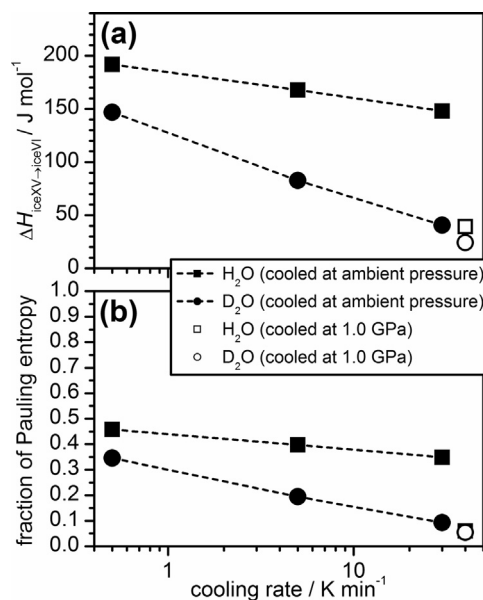 (a)
200
150
100
50
0
ΔH iceXV→iceVI / J mol⁻¹
H₂O (cooled at ambient pressure)
D₂O (cooled at ambient pressure)
H₂O (cooled at 1.0 GPa)
D₂O (cooled at 1.0 GPa)
(b)
1.0
0.9
0.8
0.7
0.6
0.5
0.4
0.3
0.2
0.1
0.0
fraction of Pauling entropy
1 10
cooling rate / K min⁻¹